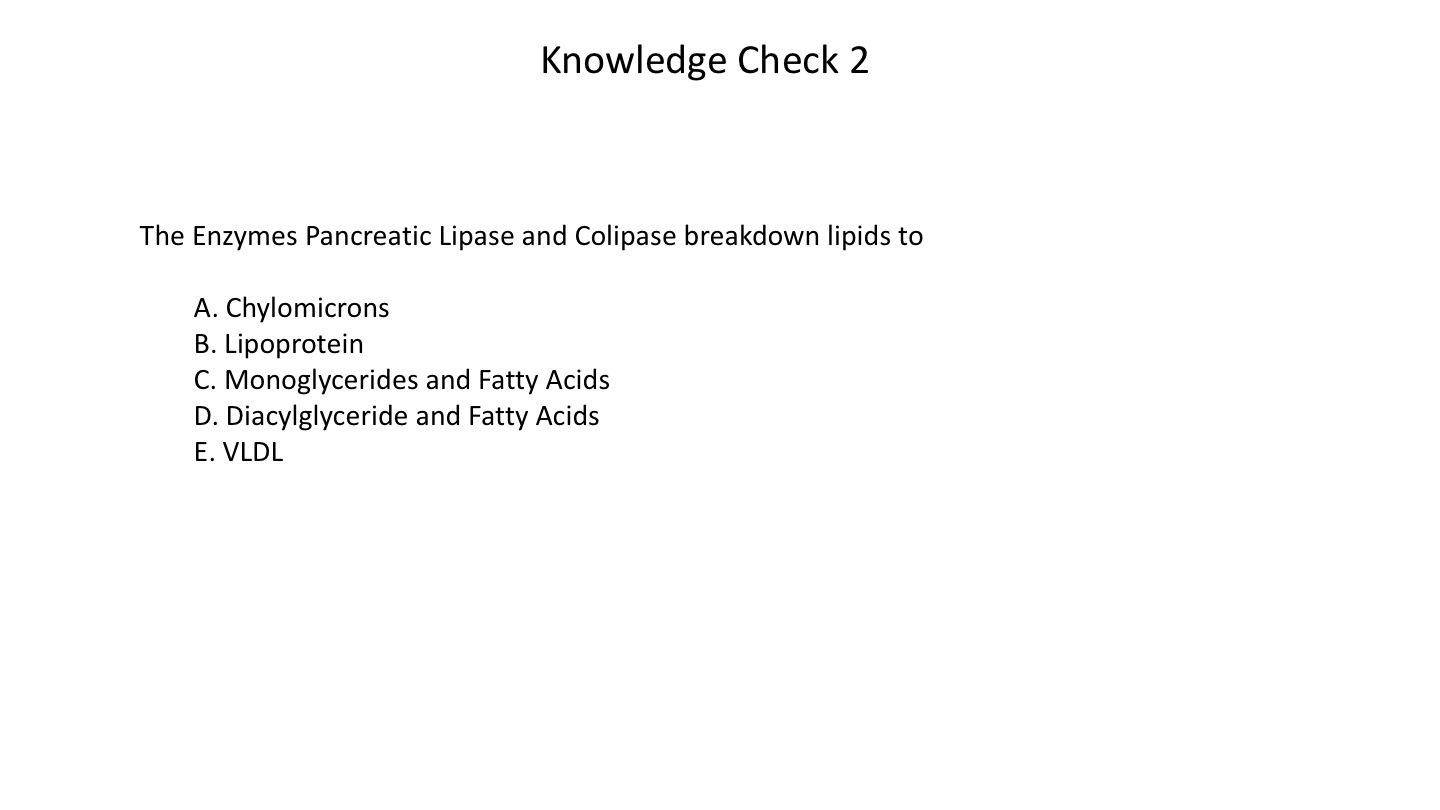 Knowledge Check 2
The Enzymes Pancreatic Lipase and Colipase breakdown lipids to
A. Chylomicrons
B. Lipoprotein
C. Monoglycerides and Fatty Acids
D. Diacylglyceride and Fatty Acids
E. VLDL